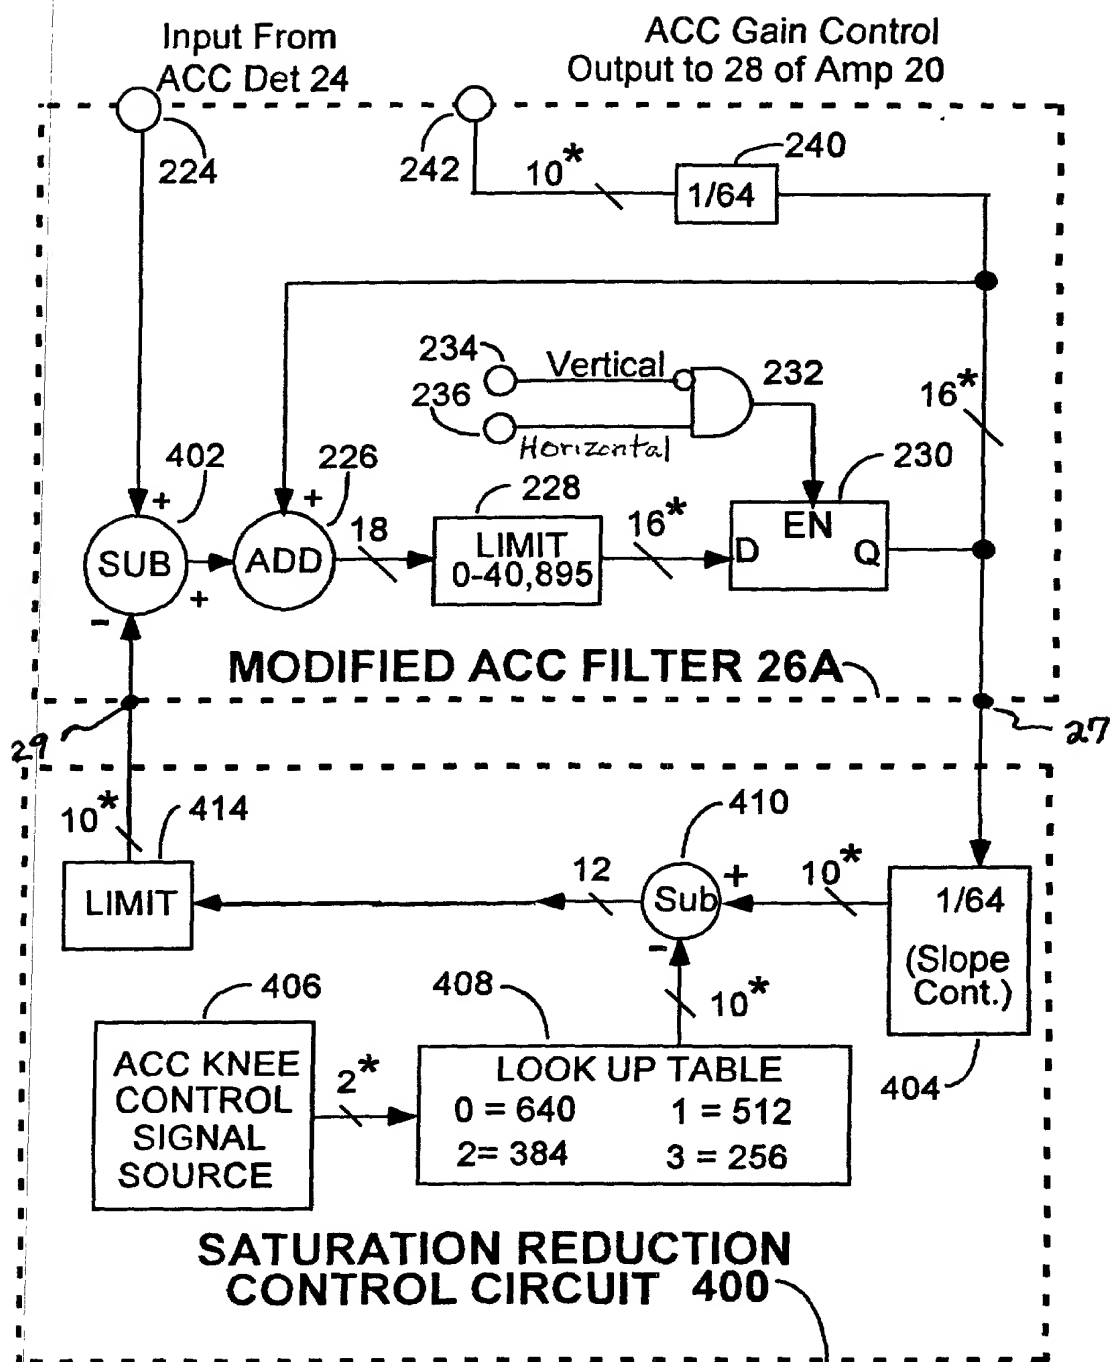 Input From
ACC Det 24
ACC Gain Control
Output to 28 of Amp 20
224
242
10*
240
1/64
234
Vertical
232
236
Horizontal
16*
402
226
228
230
+
+
18
16*
EN
SUB
ADD
LIMIT
0-40,895
D
Q
+
-
MODIFIED ACC FILTER 26A
29
27
10*
414
410
12
+
10*
LIMIT
Sub
1/64
-
(Slope
Cont.)
406
408
10*
404
ACC KNEE
CONTROL
SIGNAL
SOURCE
2*
LOOK UP TABLE
0 = 640 1 = 512
2= 384 3 = 256
SATURATION REDUCTION
CONTROL CIRCUIT 400